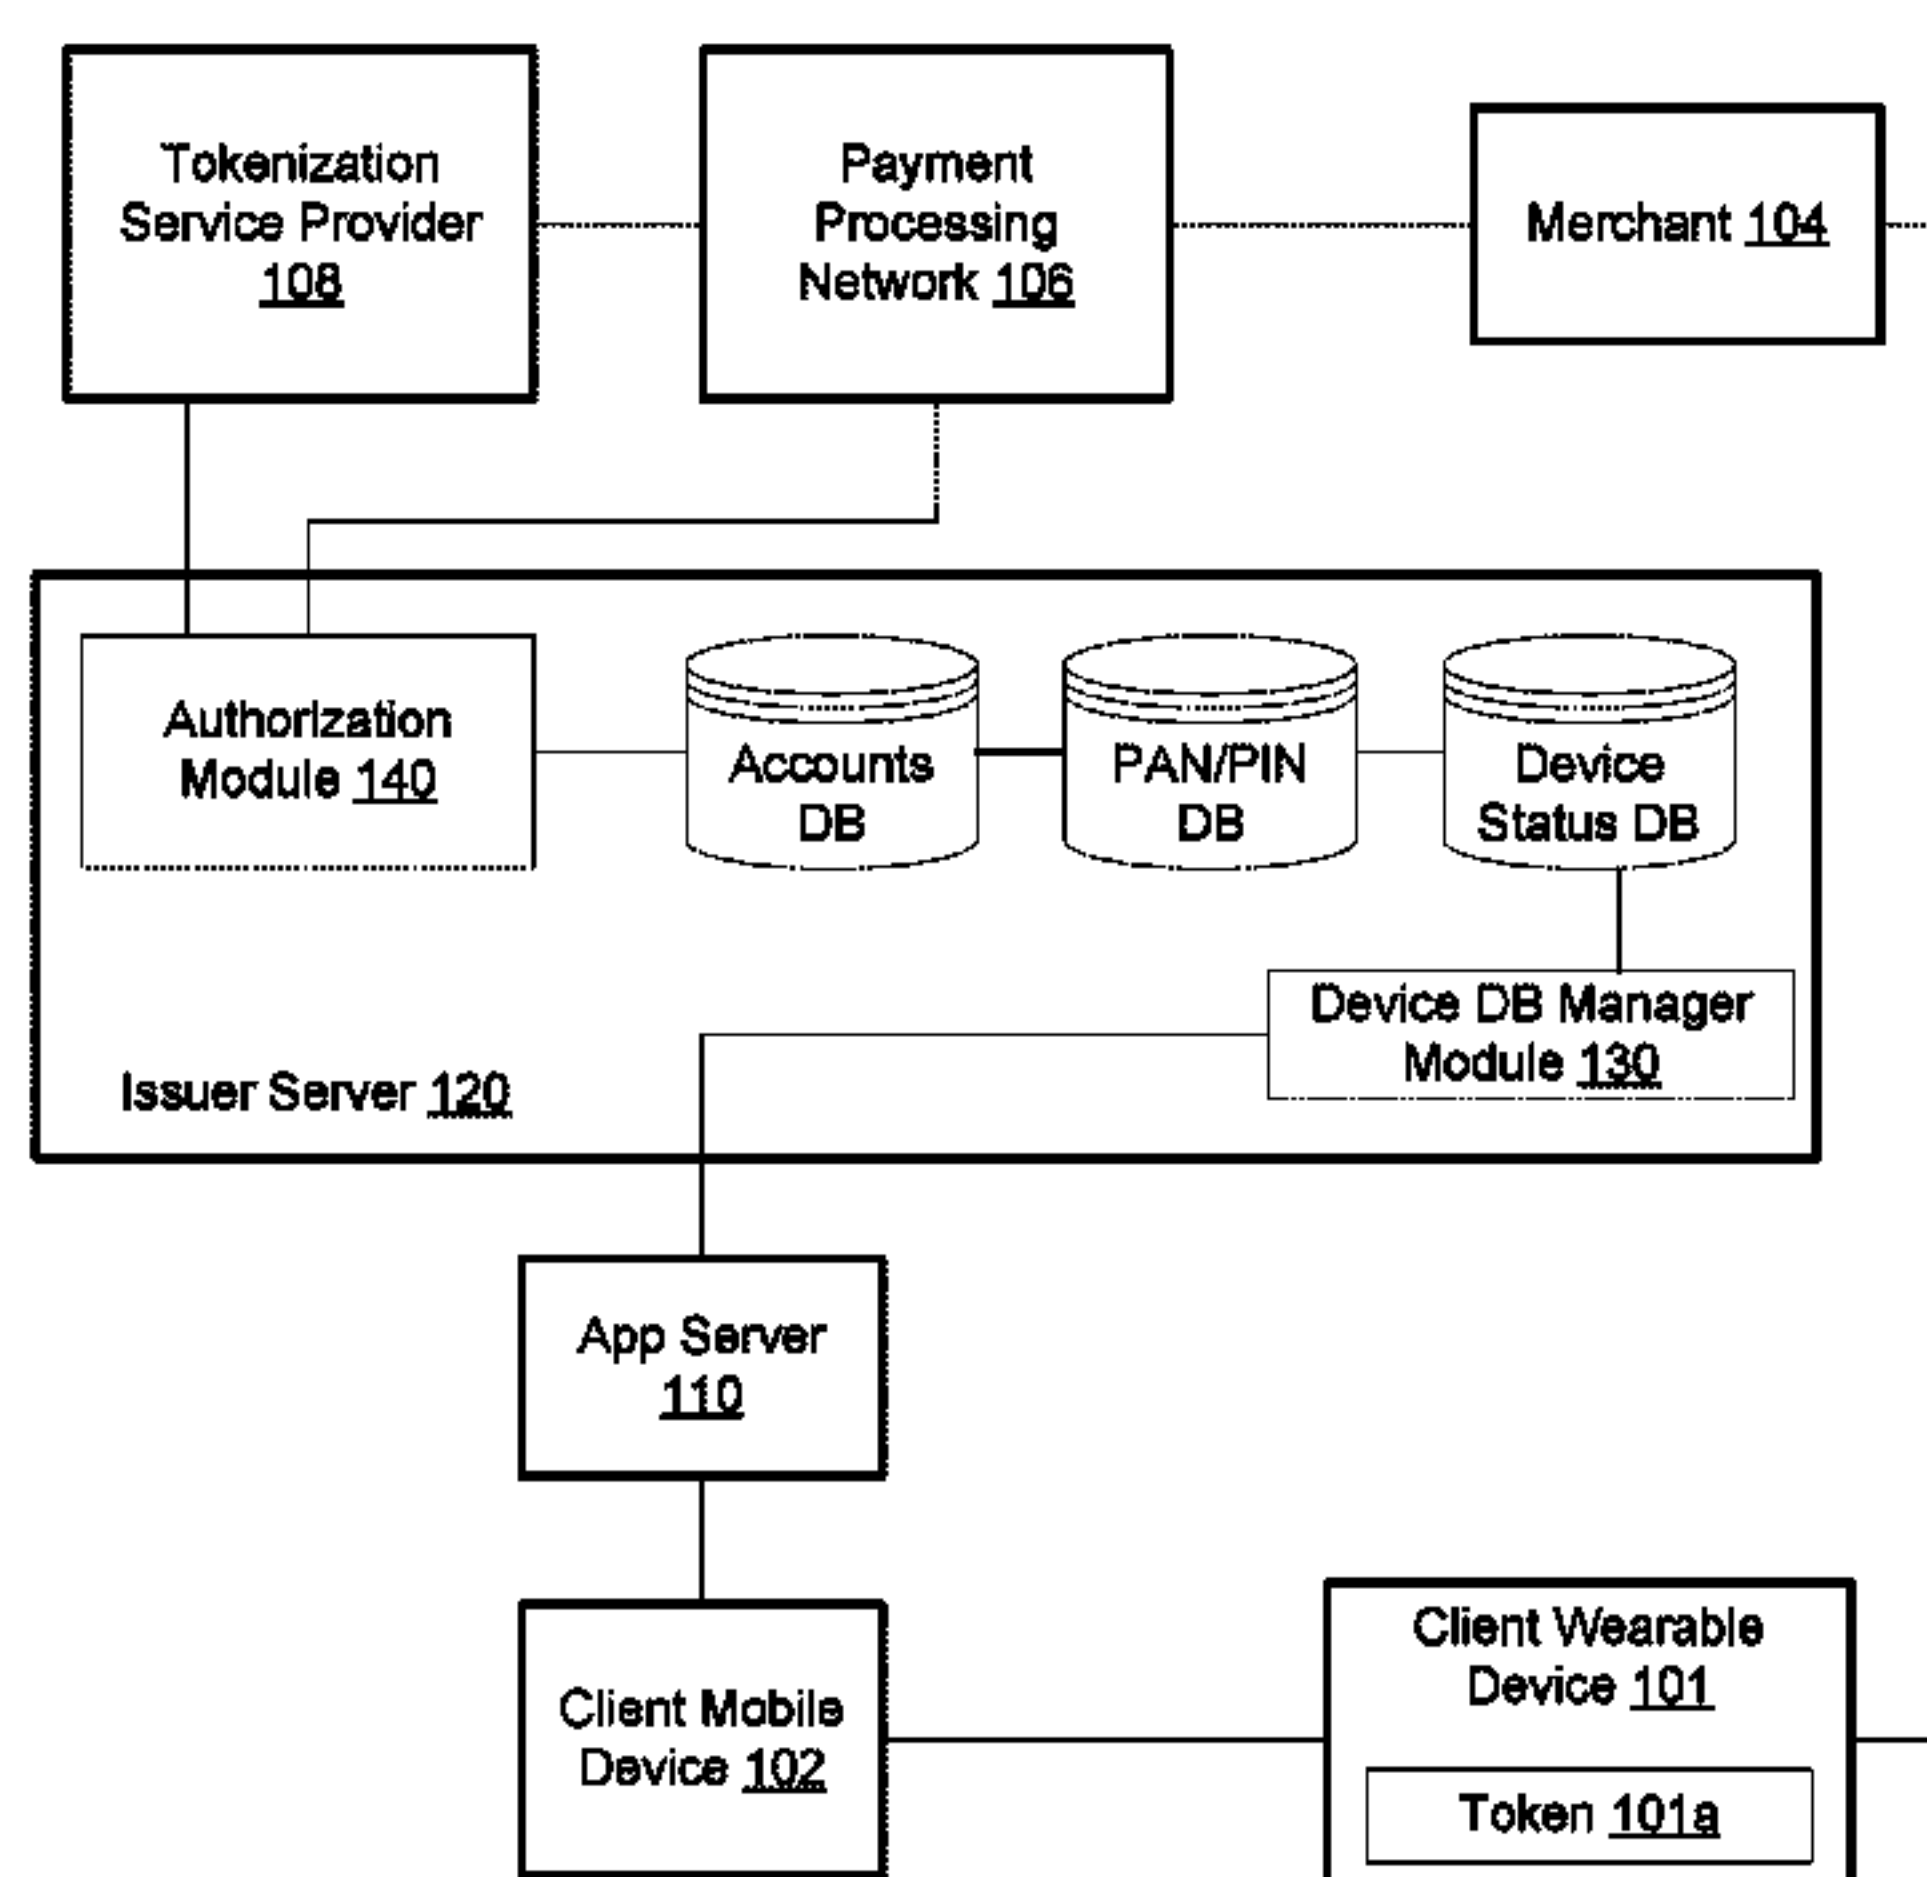 Tokenization
Service Provider
108
Payment
Processing
Network 106
Merchant 104
Authorization
Module 140
Accounts
DB
PAN/PIN
DB
Device
Status DB
Device DB Manager
Module 130
Issuer Server 120
App Server
110
Client Mobile
Device 102
Client Wearable
Device 101
Token 101a